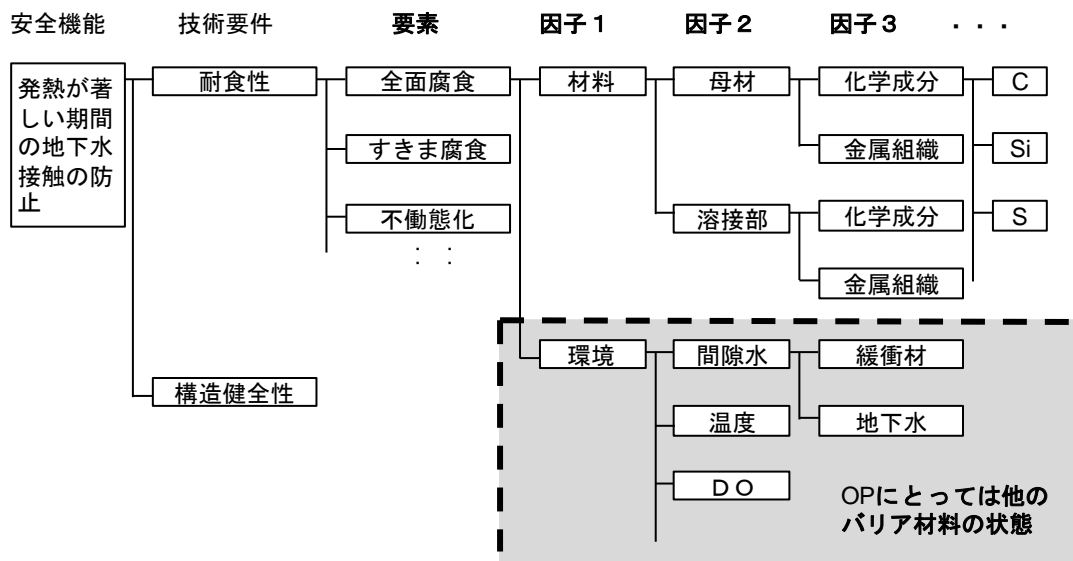 安全機能 技術要件 要素 因子1 因子2 因子3 ・・・
発熱が著
しい期間
の地下水
接触の防
止
耐食性 全面腐食 材料 母材 化学成分 C
すきま腐食 金属組織 Si
不働態化 溶接部 化学成分 S
: :
金属組織
環境 間隙水 緩衝材
構造健全性
温度 地下水
DO
OPにとっては他の
バリア材料の状態